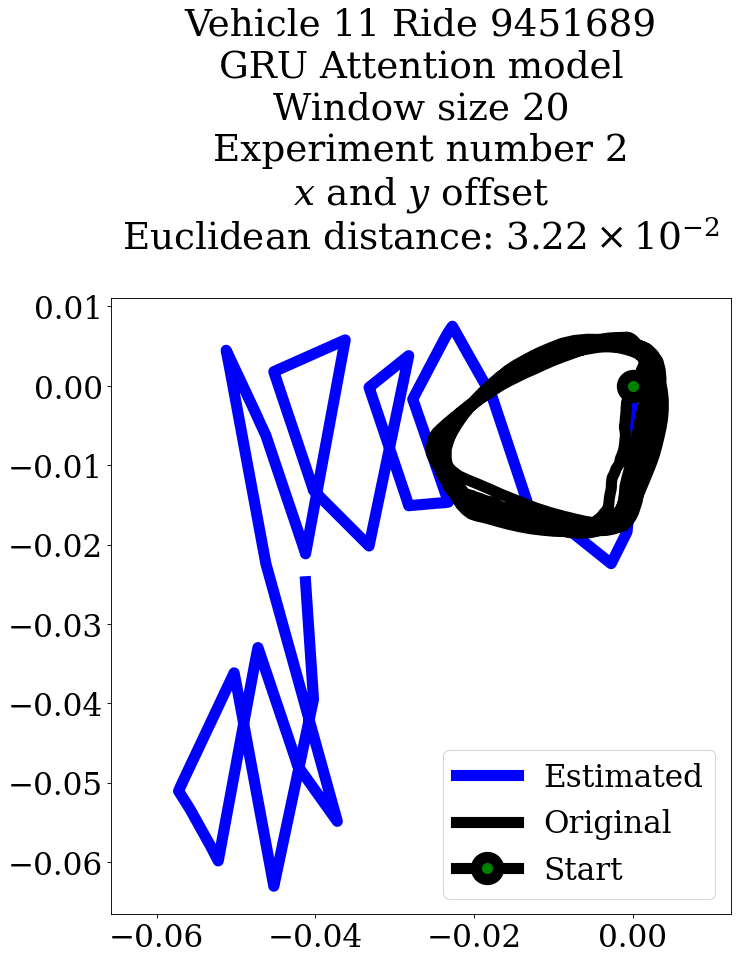 Vehicle 11 Ride 9451689
GRU Attention model
Window size 20
Experiment number 2
x and y offset
Euclidean distance: 3.22 × 10⁻²
0.01
0.00
−0.01
−0.02
−0.03
−0.04
−0.05
−0.06
Estimated
Original
Start
−0.06 −0.04 −0.02 0.00